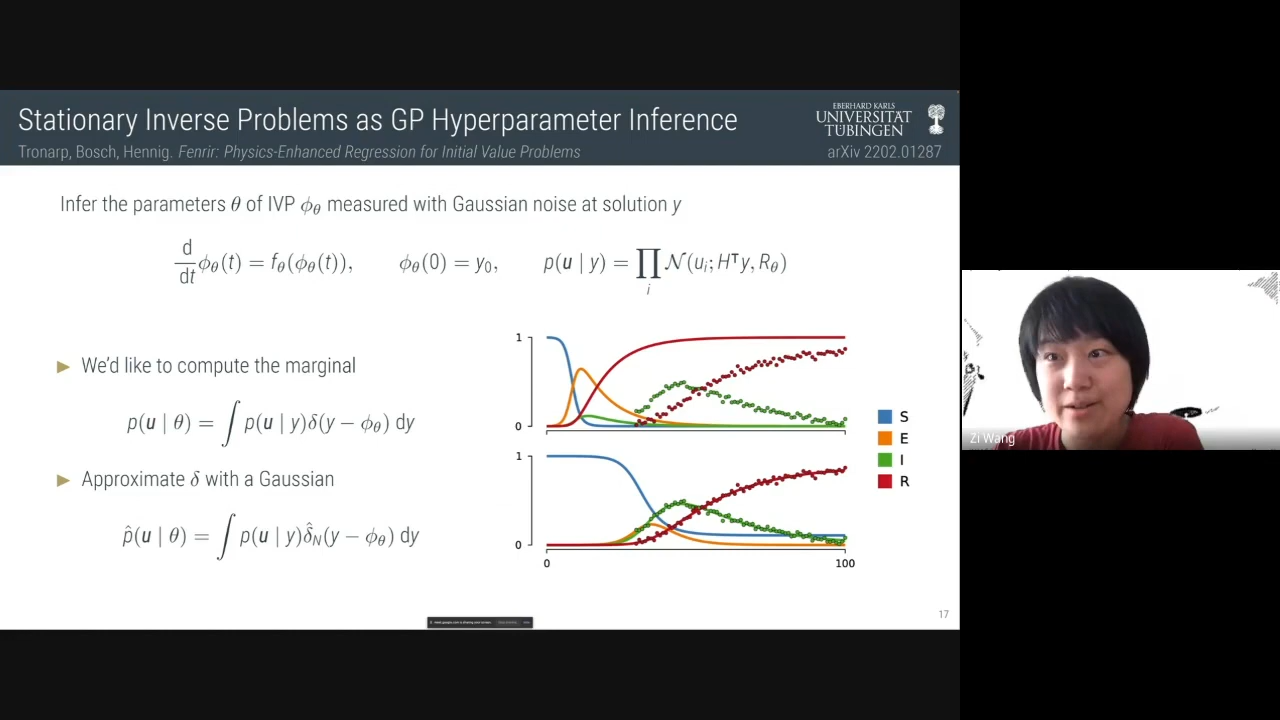 Stationary Inverse Problems as GP Hyperparameter Inference
Tronarp, Bosch, Hennig. Fenrir: Physics-Enhanced Regression for Initial Value Problems
EBERHARD KARLS
UNIVERSITÄT
TÜBINGEN
arXiv 2202.01287
Infer the parameters θ of IVP ϕ_θ measured with Gaussian noise at solution y
d/dt ϕ_θ(t) = f_θ(ϕ_θ(t)), ϕ_θ(0) = y₀, p(u | y) = ∏_i 𝒩(u_i; H^⊤y, R_θ)
► We'd like to compute the marginal
p(u | θ) = ∫ p(u | y)δ(y − ϕ_θ) dy
► Approximate δ with a Gaussian
p̂(u | θ) = ∫ p(u | y)δ̂_N(y − ϕ_θ) dy
1
0
1
0
0 100
S
E
I
R
17
Zi Wang